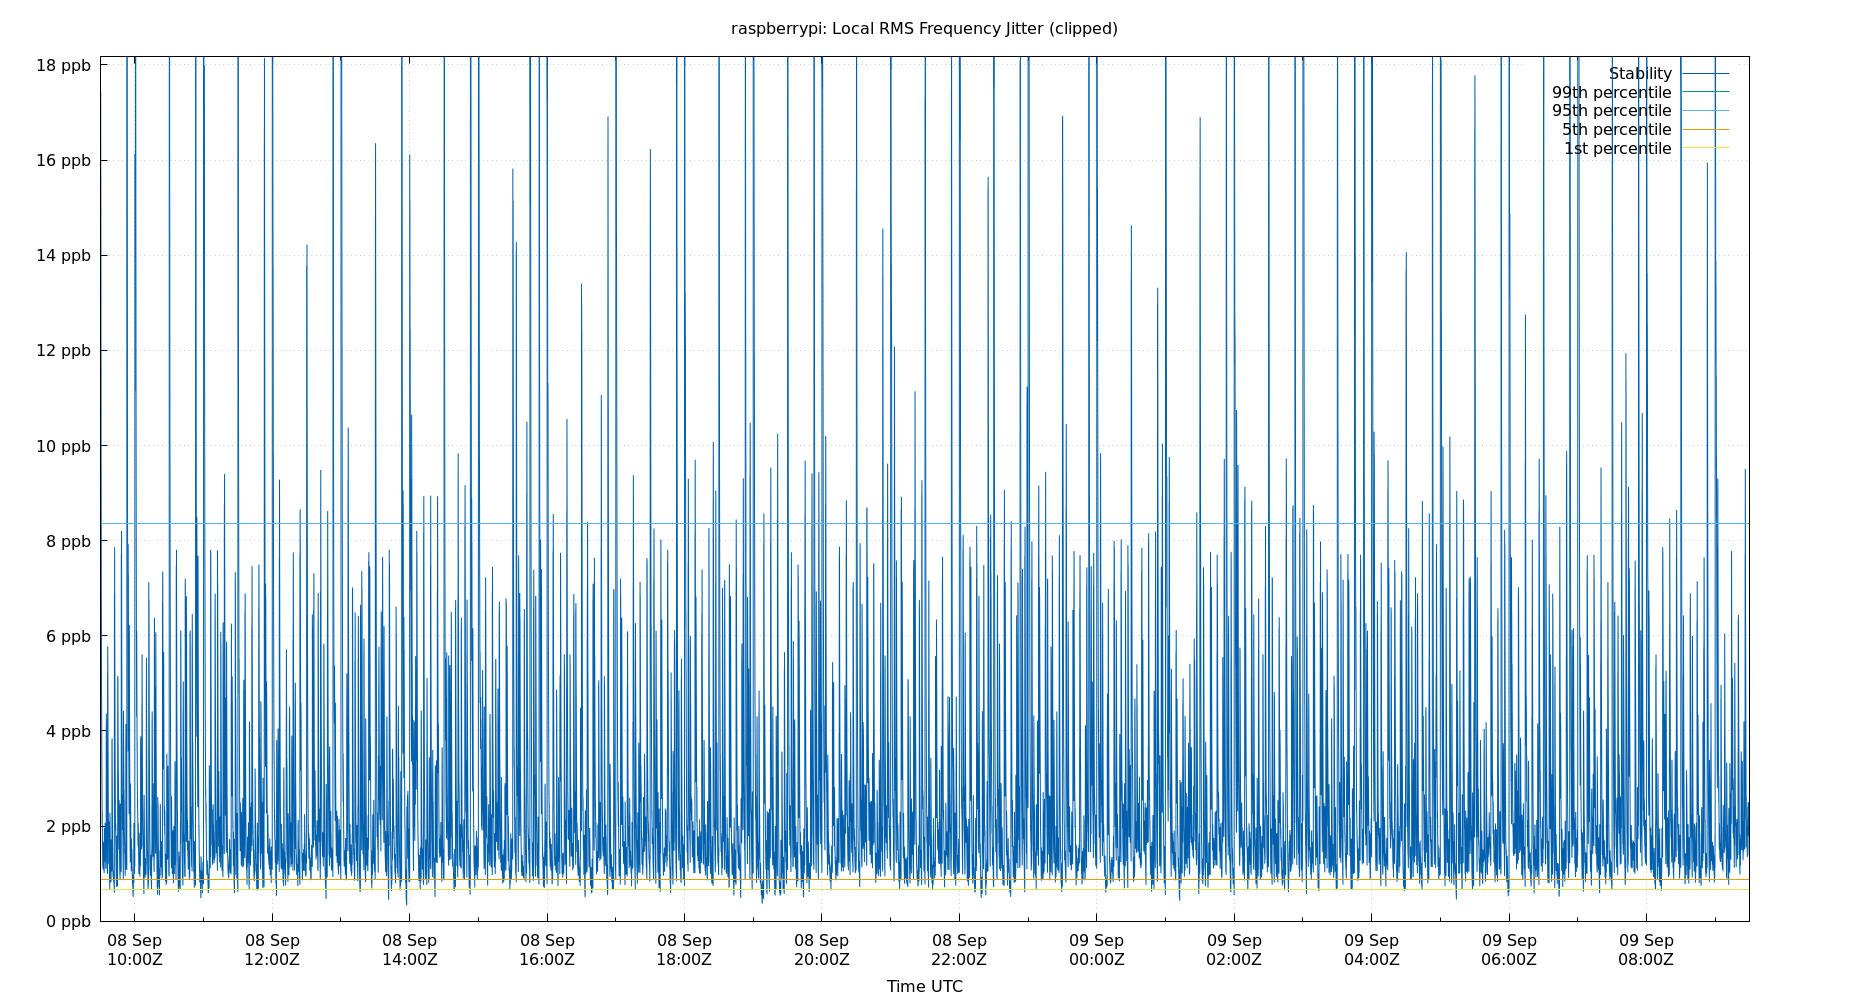 raspberrypi: Local RMS Frequency Jitter (clipped)
18 ppb
16 ppb
14 ppb
12 ppb
10 ppb
8 ppb
6 ppb
4 ppb
2 ppb
0 ppb
Stability
99th percentile
95th percentile
5th percentile
1st percentile
08 Sep 08 Sep 08 Sep 08 Sep 08 Sep 08 Sep 08 Sep 09 Sep 09 Sep 09 Sep 09 Sep 09 Sep
10:00Z 12:00Z 14:00Z 16:00Z 18:00Z 20:00Z 22:00Z 00:00Z 02:00Z 04:00Z 06:00Z 08:00Z
Time UTC